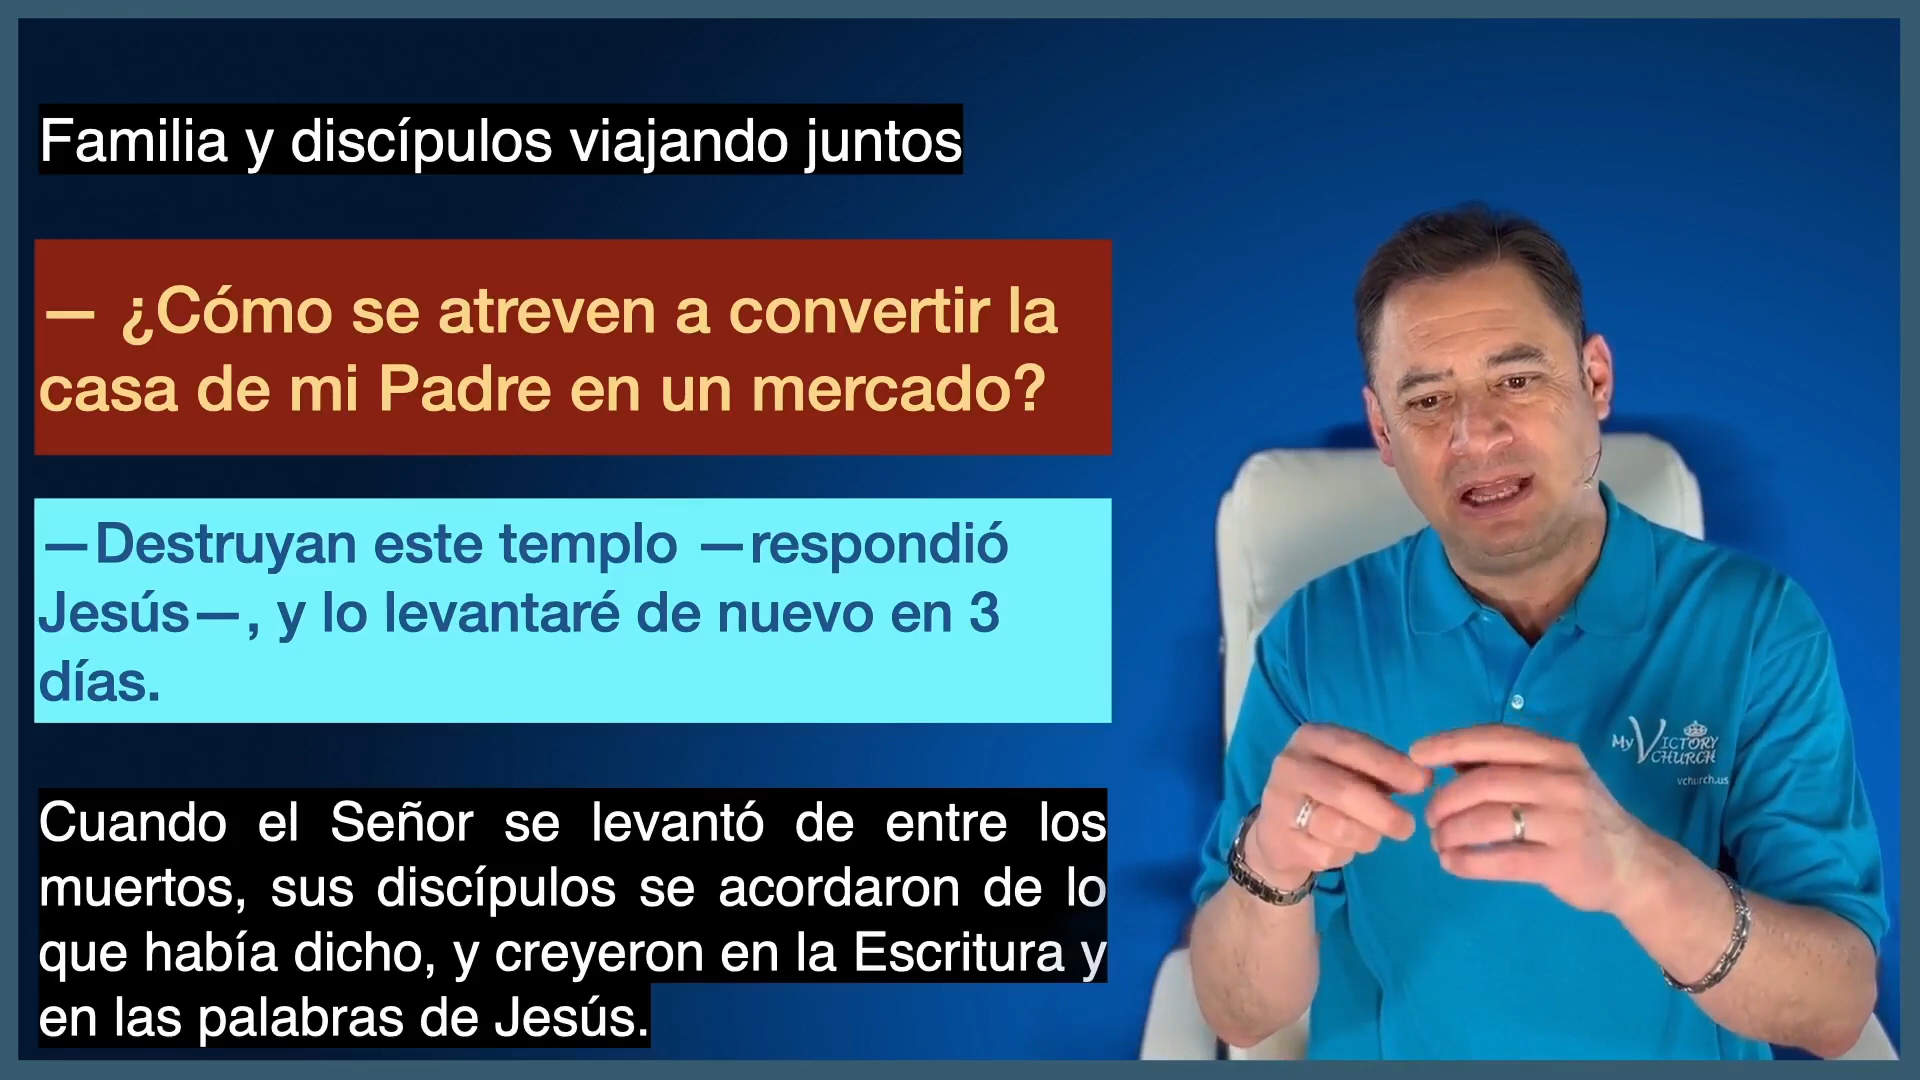 Familia y discípulos viajando juntos
— ¿Cómo se atreven a convertir la
casa de mi Padre en un mercado?
—Destruyan este templo —respondió
Jesús—, y lo levantaré de nuevo en 3
días.
Cuando el Señor se levantó de entre los
muertos, sus discípulos se acordaron de lo
que había dicho, y creyeron en la Escritura y
en las palabras de Jesús.
My VICTORY
CHURCH
vchurch.us